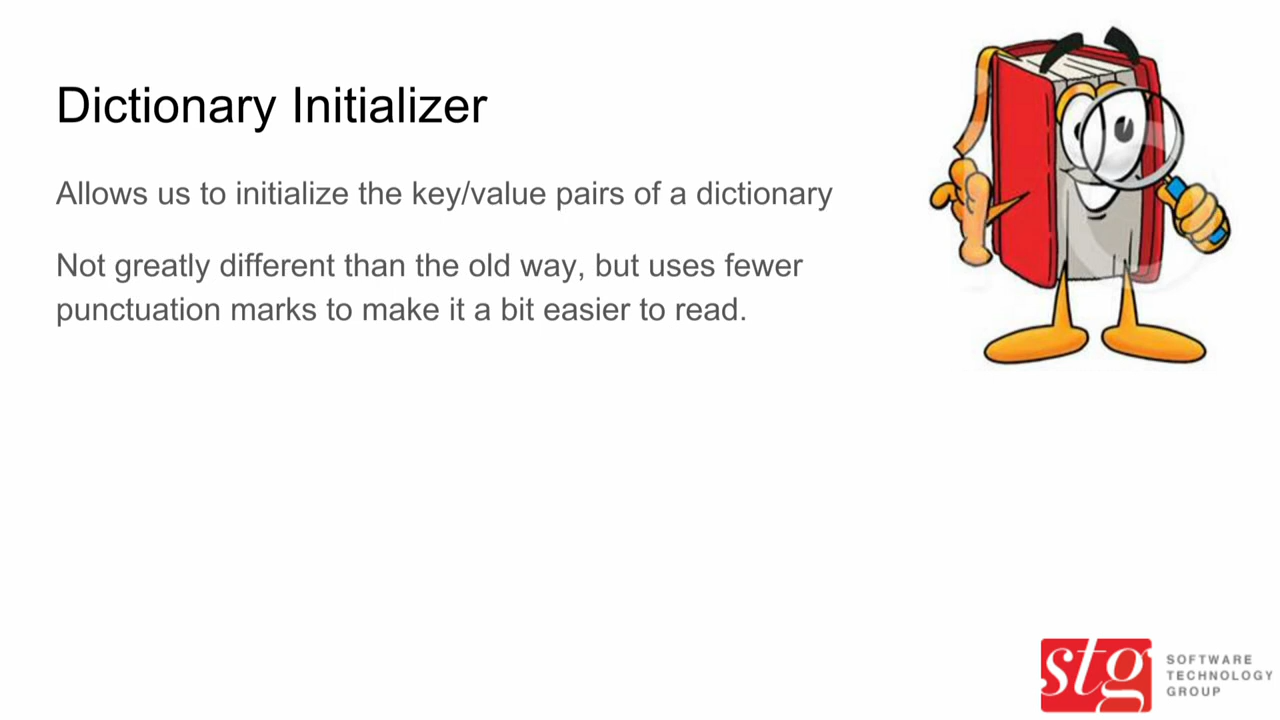 Dictionary Initializer
Allows us to initialize the key/value pairs of a dictionary
Not greatly different than the old way, but uses fewer
punctuation marks to make it a bit easier to read.
stg
SOFTWARE
TECHNOLOGY
GROUP